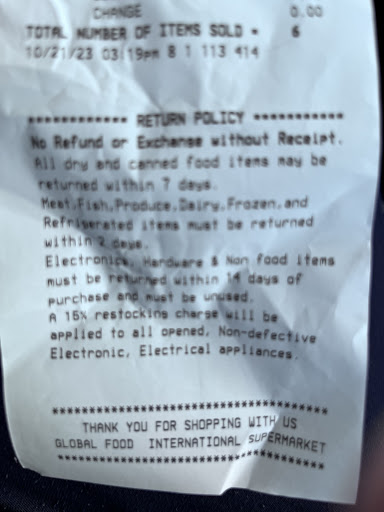 CHANGE 0.00
TOTAL NUMBER OF ITEMS SOLD = 6
10/21/23 03:19pm 8 1 113 414
************ RETURN POLICY ************
No Refund or Exchange without Receipt.
All dry and canned food items may be
returned within 7 days.
Meat,Fish,Produce,Dairy,Frozen,and
Refrigerated items must be returned
within 2 days.
Electronics, Hardware & Non food items
must be returned within 14 days of
purchase and must be unused.
A 15% restocking charge will be
applied to all opened, Non-defective
Electronic, Electrical appliances.
***************************************
THANK YOU FOR SHOPPING WITH US
GLOBAL FOOD INTERNATIONAL SUPERMARKET
***************************************